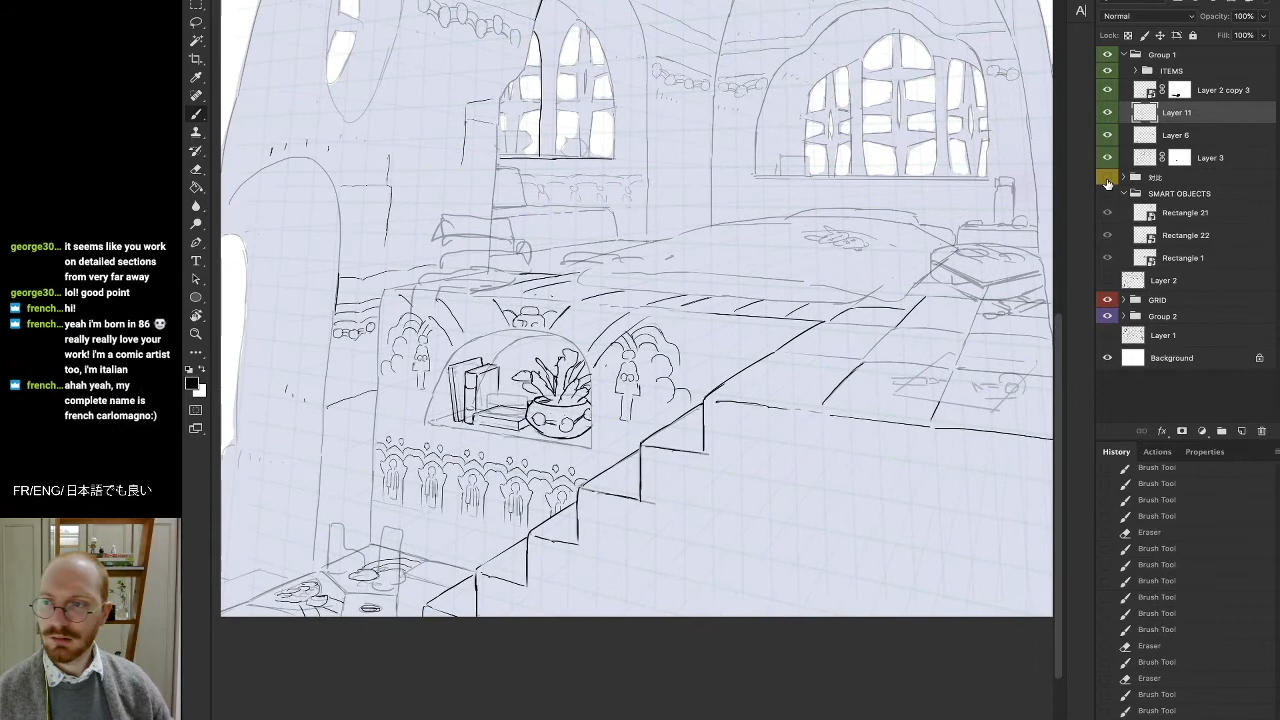 george30... it seems like you work
on detailed sections
from very far away
george30... lol! good point
french... hi!
french... yeah i'm born in 86 💀
really really love your
work! i'm a comic artist
too, i'm italian
french... ahah yeah, my
complete name is
french carlomagno:)
FR/ENG/日本語でも良い
A
Normal
Opacity: 100%
Lock:
Fill: 100%
Group 1
ITEMS
Layer 2 copy 3
Layer 11
Layer 6
Layer 3
对比
SMART OBJECTS
Rectangle 21
Rectangle 22
Rectangle 1
Layer 2
GRID
Group 2
Layer 1
Background
fx
History
Actions
Properties
Brush Tool
Brush Tool
Brush Tool
Brush Tool
Eraser
Brush Tool
Brush Tool
Brush Tool
Brush Tool
Brush Tool
Brush Tool
Eraser
Brush Tool
Eraser
Brush Tool
Brush Tool